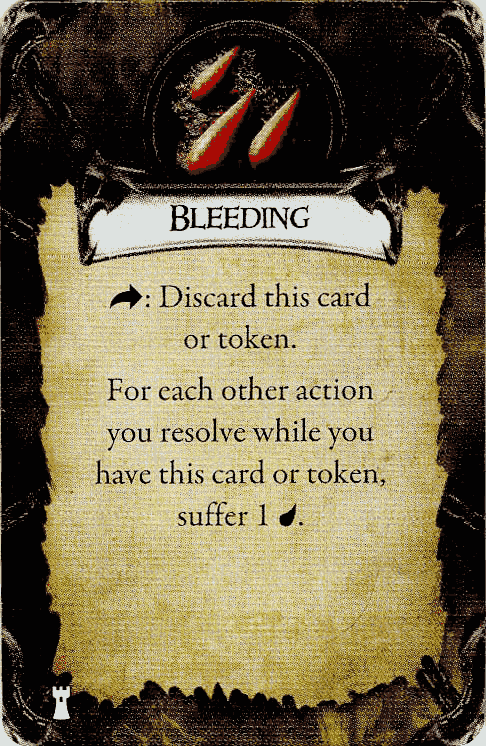 BLEEDING
: Discard this card
or token.
For each other action
you resolve while you
have this card or token,
suffer 1 .